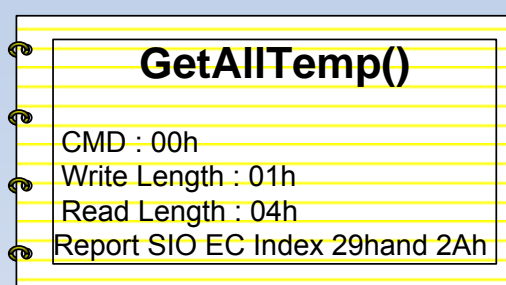 GetAllTemp()
CMD : 00h
Write Length : 01h
Read Length : 04h
Report SIO EC Index 29hand 2Ah